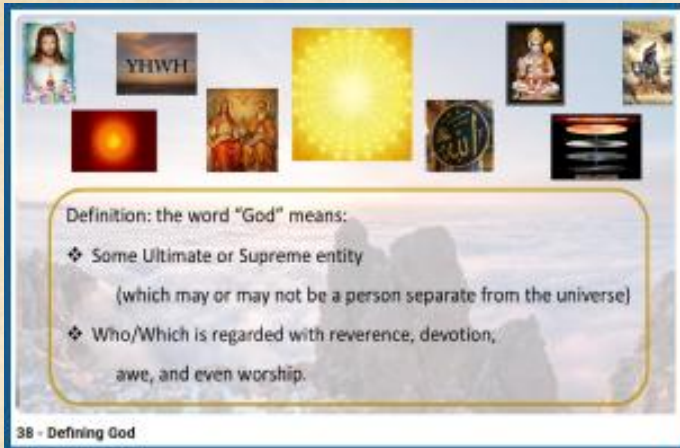 YHWH
الله
Definition: the word “God” means:
❖ Some Ultimate or Supreme entity
(which may or may not be a person separate from the universe)
❖ Who/Which is regarded with reverence, devotion,
awe, and even worship.
38 - Defining God